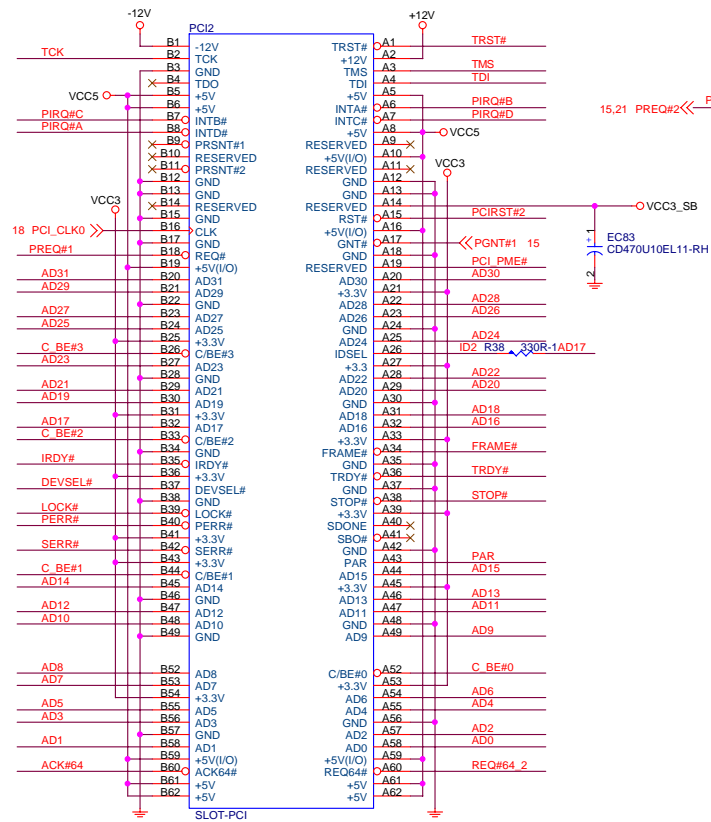 -12V +12V
PCI2
B1 -12V TRST# A1 TRST#
TCK B2 TCK +12V A2
B3 GND TMS A3 TMS
B4 TDO TDI A4 TDI
VCC5 B5 +5V +5V A5
B6 +5V INTA# A6 PIRQ#B
PIRQ#C B7 INTB# INTC# A7 PIRQ#D
15,21 PREQ#2 P
PIRQ#A B8 INTD# +5V A8 VCC5
B9 PRSNT#1 RESERVED A9
B10 RESERVED +5V(I/O) A10
B11 PRSNT#2 RESERVED A11 VCC3
B12 GND GND A12
B13 GND GND A13
VCC3 B14 RESERVED RESERVED A14 VCC3_SB
B15 GND RST# A15 PCIRST#2
18 PCI_CLK0 B16 CLK +5V(I/O) A16
B17 GND GNT# A17 PGNT#1 15
1 + 2 EC83
CD470U10EL11-RH
PREQ#1 B18 REQ# GND A18
B19 +5V(I/O) RESERVED A19 PCI_PME#
AD31 B20 AD31 AD30 A20 AD30
AD29 B21 AD29 +3.3V A21
B22 GND AD28 A22 AD28
AD27 B23 AD27 AD26 A23 AD26
AD25 B24 AD25 GND A24
B25 +3.3V AD24 A25 AD24
C_BE#3 B26 C/BE#3 IDSEL A26 ID2 R38 330R-1 AD17
AD23 B27 AD23 +3.3 A27
B28 GND AD22 A28 AD22
AD21 B29 AD21 AD20 A29 AD20
AD19 B30 AD19 GND A30
B31 +3.3V AD18 A31 AD18
AD17 B32 AD17 AD16 A32 AD16
C_BE#2 B33 C/BE#2 +3.3V A33
B34 GND FRAME# A34 FRAME#
IRDY# B35 IRDY# GND A35
B36 +3.3V TRDY# A36 TRDY#
DEVSEL# B37 DEVSEL# GND A37
B38 GND STOP# A38 STOP#
LOCK# B39 LOCK# +3.3V A39
PERR# B40 PERR# SDONE A40
B41 +3.3V SBO# A41
SERR# B42 SERR# GND A42
B43 +3.3V PAR A43 PAR
C_BE#1 B44 C/BE#1 AD15 A44 AD15
AD14 B45 AD14 +3.3V A45
B46 GND AD13 A46 AD13
AD12 B47 AD12 AD11 A47 AD11
AD10 B48 AD10 GND A48
B49 GND AD9 A49 AD9
AD8 B52 AD8 C/BE#0 A52 C_BE#0
AD7 B53 AD7 +3.3V A53
B54 +3.3V AD6 A54 AD6
AD5 B55 AD5 AD4 A55 AD4
AD3 B56 AD3 GND A56
B57 GND AD2 A57 AD2
AD1 B58 AD1 AD0 A58 AD0
B59 +5V(I/O) +5V(I/O) A59
ACK#64 B60 ACK64# REQ64# A60 REQ#64_2
B61 +5V +5V A61
B62 +5V +5V A62
SLOT-PCI